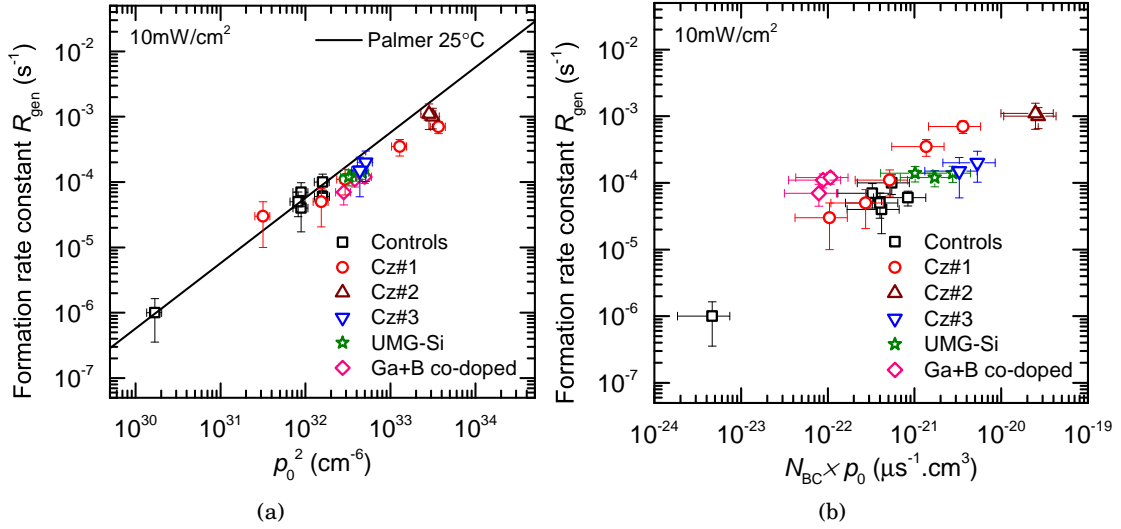 10mW/cm²
Palmer 25°C
Formation rate constant R_gen (s⁻¹)
10⁻²
10⁻³
10⁻⁴
10⁻⁵
10⁻⁶
10⁻⁷
Controls
Cz#1
Cz#2
Cz#3
UMG-Si
Ga+B co-doped
10³⁰ 10³¹ 10³² 10³³ 10³⁴
p₀² (cm⁻⁶)
(a)
10mW/cm²
Formation rate constant R_gen (s⁻¹)
10⁻²
10⁻³
10⁻⁴
10⁻⁵
10⁻⁶
10⁻⁷
Controls
Cz#1
Cz#2
Cz#3
UMG-Si
Ga+B co-doped
10⁻²⁴ 10⁻²³ 10⁻²² 10⁻²¹ 10⁻²⁰ 10⁻¹⁹
N_BC × p₀ (μs⁻¹.cm³)
(b)